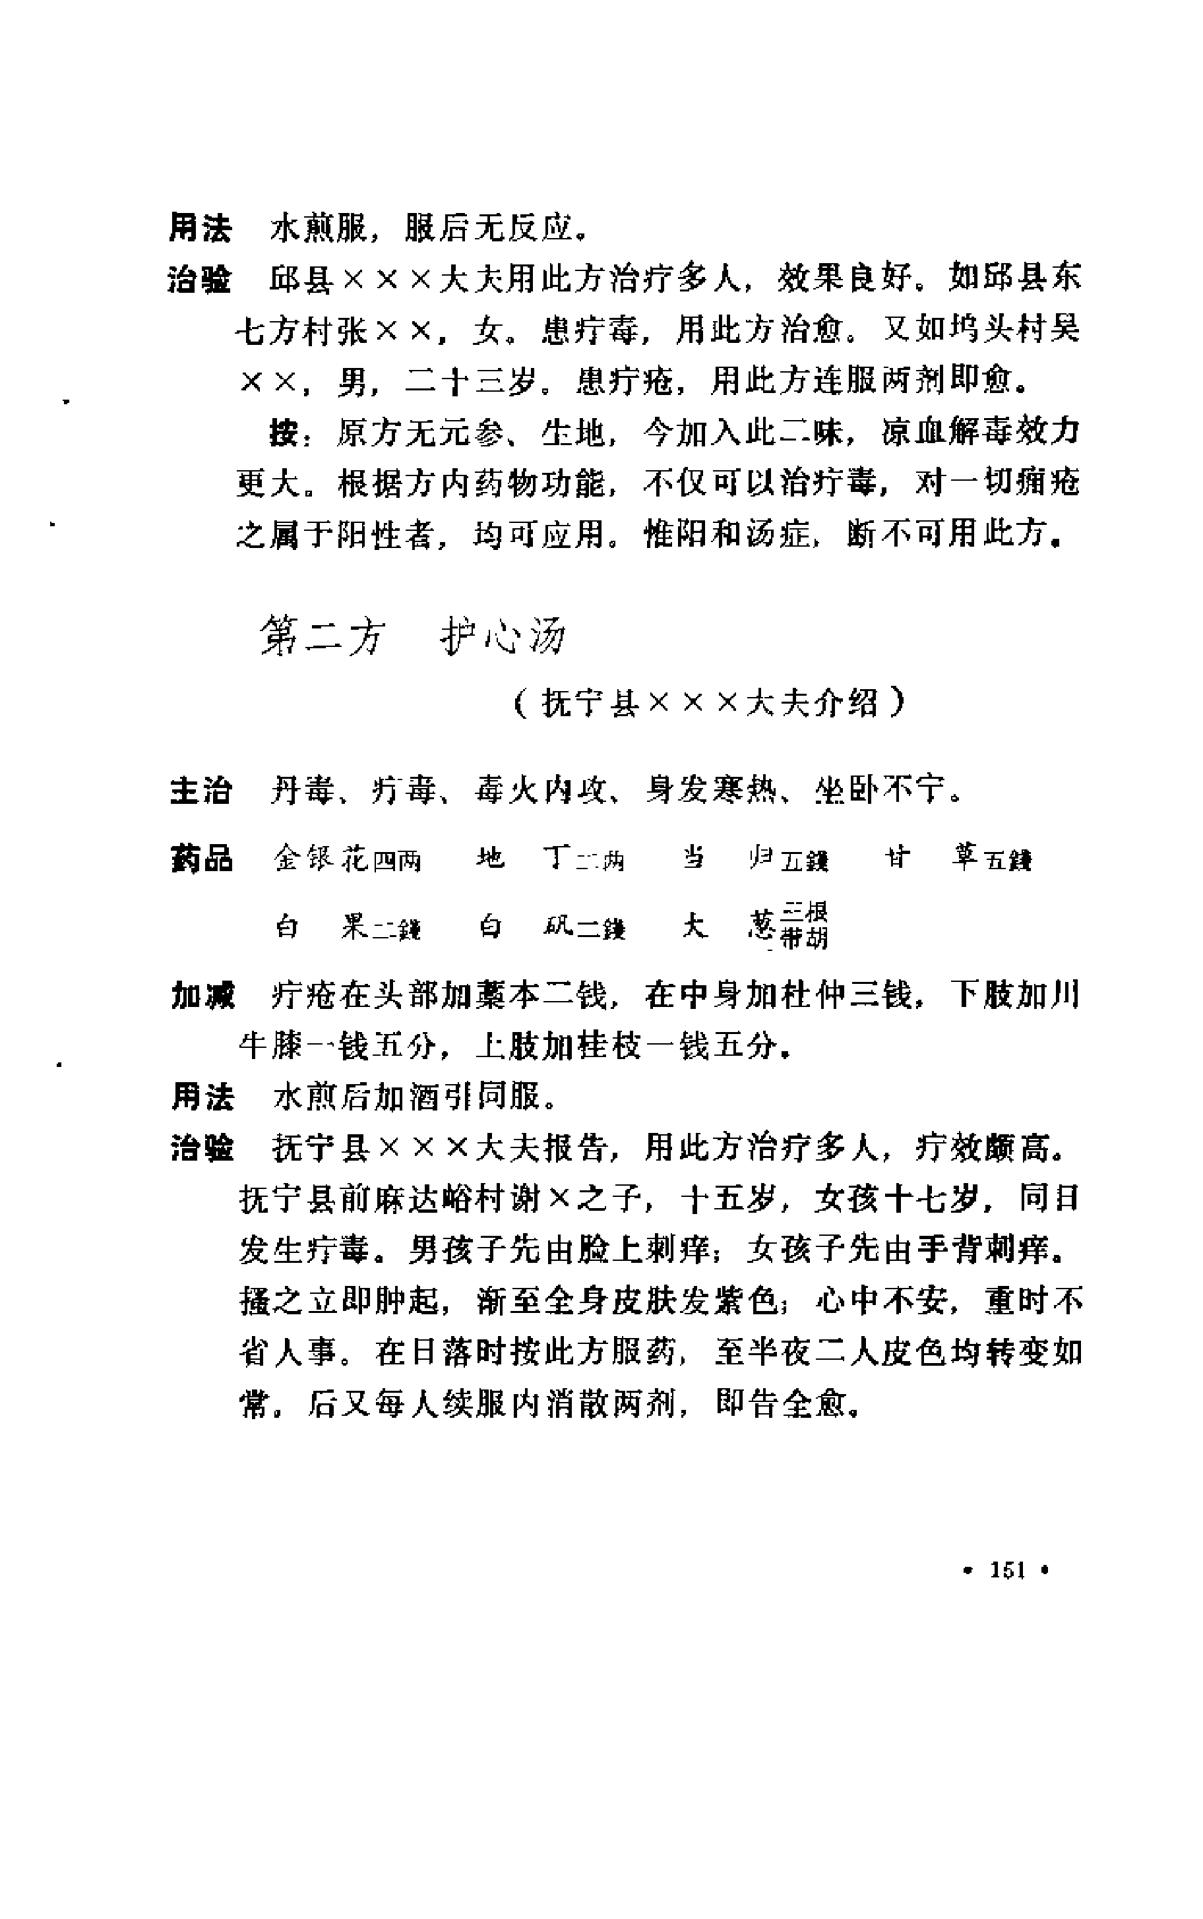 用法　水煎服，服后无反应。
治验　邱县×××大夫用此方治疗多人，效果良好。如邱县东
七方村张××，女。患疔毒，用此方治愈。又如坞头村吴
××，男，二十三岁。患疔疮，用此方连服两剂即愈。
按：原方无元参、生地，今加入此二味，凉血解毒效力
更大。根据方内药物功能，不仅可以治疔毒，对一切痈疮
之属于阳性者，均可应用。惟阳和汤症，断不可用此方。
第二方　护心汤
（抚宁县×××大夫介绍）
主治　丹毒、疔毒、毒火内攻、身发寒热、坐卧不宁。
药品　金银花四两　地　丁二两　当　归五錢　甘　草五錢
白　果二錢　白　矾二錢　大　葱三根带胡
加减　疔疮在头部加藁本二钱，在中身加杜仲三钱，下肢加川
牛膝一钱五分，上肢加桂枝一钱五分。
用法　水煎后加酒引同服。
治验　抚宁县×××大夫报告，用此方治疗多人，疗效颇高。
抚宁县前麻达峪村谢×之子，十五岁，女孩十七岁，同日
发生疔毒。男孩子先由脸上刺痒；女孩子先由手背刺痒。
搔之立即肿起，渐至全身皮肤发紫色；心中不安，重时不
省人事。在日落时按此方服药，至半夜二人皮色均转变如
常。后又每人续服内消散两剂，即告全愈。
• 151 •